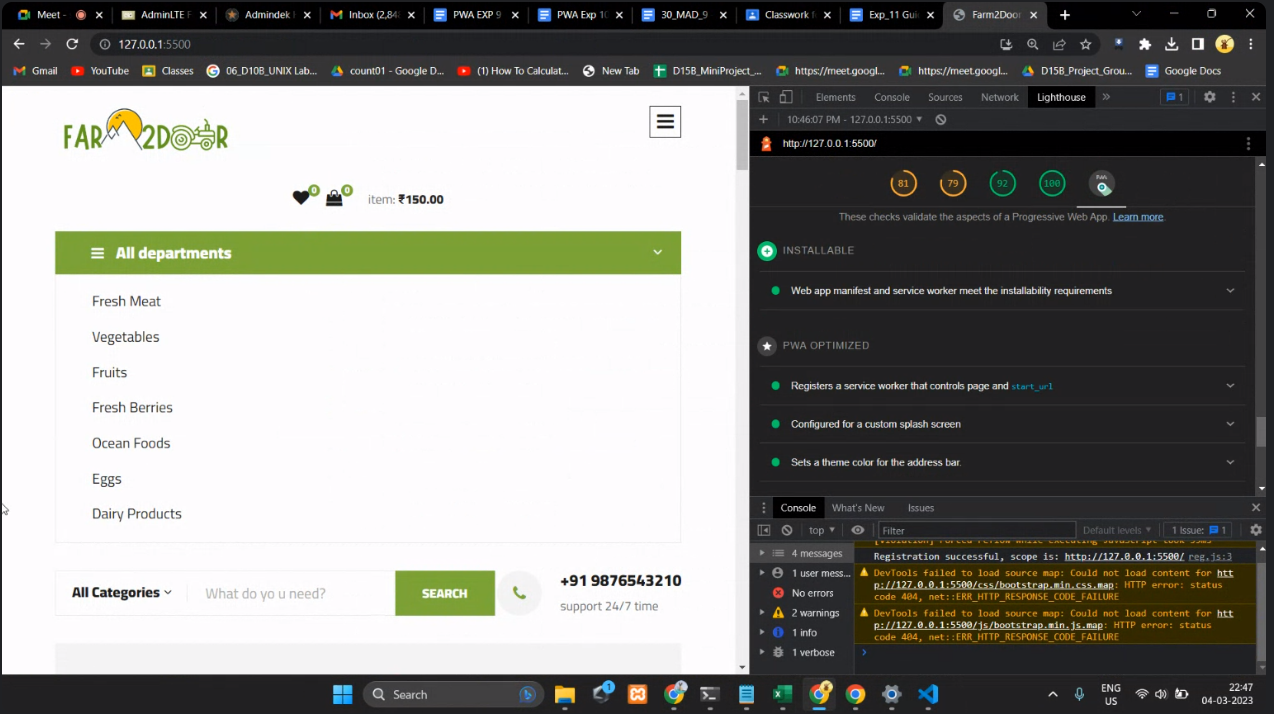 Meet -
AdminLTE F
Admindek
Inbox (2,84
PWA EXP 9
PWA Exp 10
30_MAD_9
Classwork f
Exp_11 Gui
Farm2Door
127.0.0.1:5500
Gmail
YouTube
Classes
06_D10B_UNIX Lab...
count01 - Google D...
(1) How To Calculat...
New Tab
D15B_MiniProject_...
https://meet.googl...
https://meet.googl...
D15B_Project_Grou...
Google Docs
FARM2DOOR
0
0
item: ₹150.00
All departments
Fresh Meat
Vegetables
Fruits
Fresh Berries
Ocean Foods
Eggs
Dairy Products
All Categories
What do yo u need?
SEARCH
+91 9876543210
support 24/7 time
Elements
Console
Sources
Network
Lighthouse
1
10:46:07 PM - 127.0.0.1:5500
http://127.0.0.1:5500/
81
79
92
100
PWA
These checks validate the aspects of a Progressive Web App. Learn more.
INSTALLABLE
Web app manifest and service worker meet the installability requirements
PWA OPTIMIZED
Registers a service worker that controls page and start_url
Configured for a custom splash screen
Sets a theme color for the address bar.
Console
What's New
Issues
top
Filter
Default levels
1 Issue: 1
4 messages
1 user mess...
No errors
2 warnings
1 info
1 verbose
Registration successful, scope is: http://127.0.0.1:5500/ reg.js:3
DevTools failed to load source map: Could not load content for htt
p://127.0.0.1:5500/css/bootstrap.min.css.map: HTTP error: status
code 404, net::ERR_HTTP_RESPONSE_CODE_FAILURE
DevTools failed to load source map: Could not load content for htt
p://127.0.0.1:5500/js/bootstrap.min.js.map: HTTP error: status
code 404, net::ERR_HTTP_RESPONSE_CODE_FAILURE
Search
1
ENG
US
22:47
04-03-2023